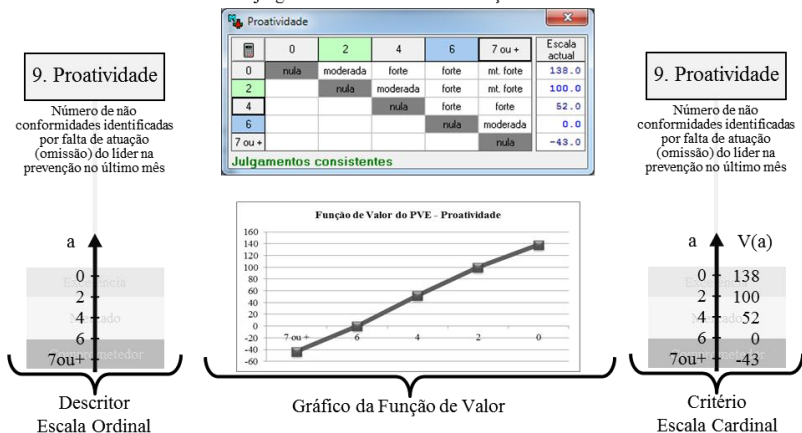 Proatividade
0 2 4 6 7 ou + Escala actual
0 nula moderada forte forte mt. forte 138.0
2 nula moderada forte mt. forte 100.0
4 nula forte forte 52.0
6 nula moderada 0.0
7 ou + nula -43.0
Julgamentos consistentes
9. Proatividade
Número de não
conformidades identificadas
por falta de atuação
(omissão) do líder na
prevenção no último mês
a
0
2
4
6
7ou+
Excelência
Mercado
Comprometedor
Descritor
Escala Ordinal
Função de Valor do PVE - Proatividade
160
140
120
100
80
60
40
20
0
-20
-40
-60
7 ou + 6 4 2 0
Gráfico da Função de Valor
9. Proatividade
Número de não
conformidades identificadas
por falta de atuação
(omissão) do líder na
prevenção no último mês
a V(a)
0 138
2 100
4 52
6 0
7ou+ -43
Critério
Escala Cardinal